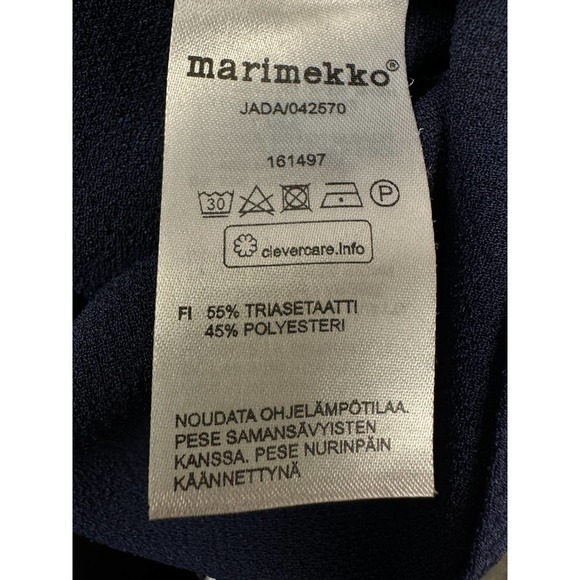 marimekko®
JADA/042570
161497
30 P
clevercare.info
FI 55% TRIASETAATTI
45% POLYESTERI
NOUDATA OHJELÄMPÖTILAA.
PESE SAMANSÄVYISTEN
KANSSA. PESE NURINPÄIN
KÄÄNNETTYNÄ